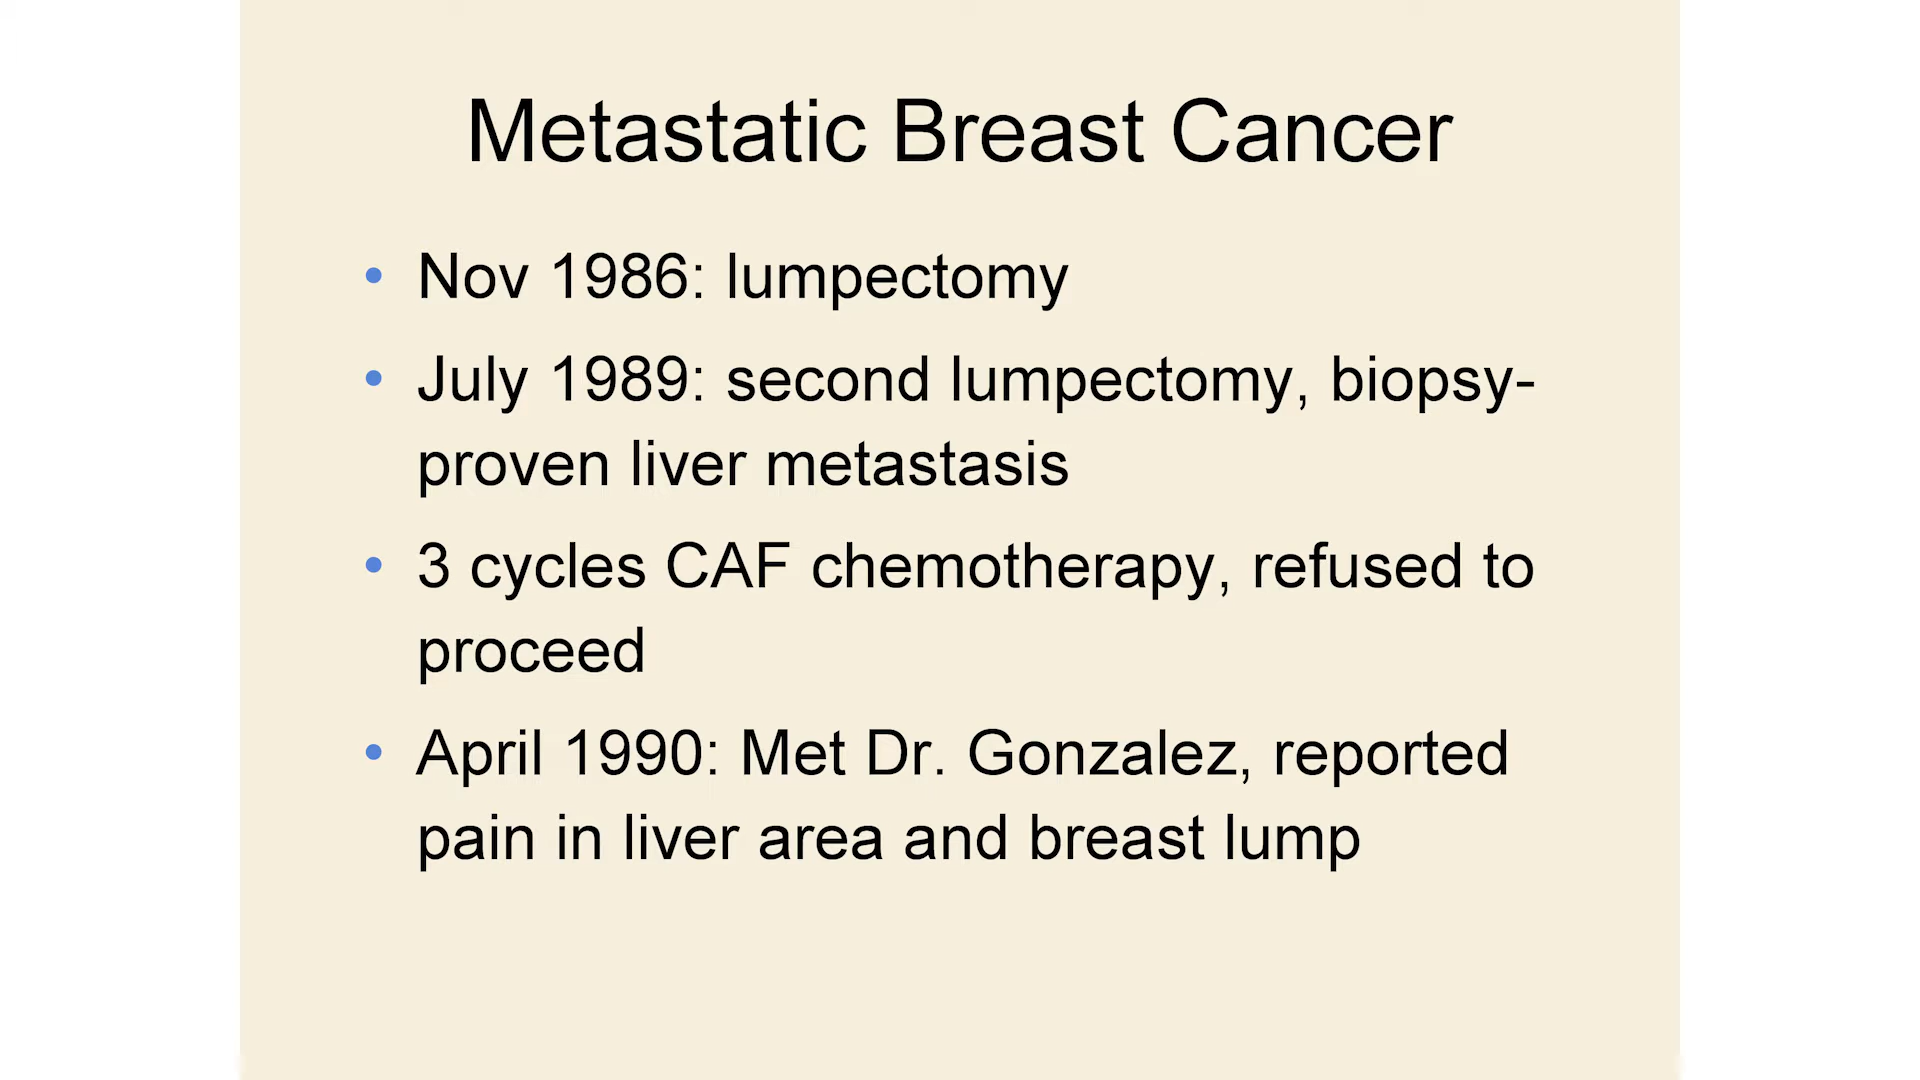 Metastatic Breast Cancer
• Nov 1986: lumpectomy
• July 1989: second lumpectomy, biopsy-
proven liver metastasis
• 3 cycles CAF chemotherapy, refused to
proceed
• April 1990: Met Dr. Gonzalez, reported
pain in liver area and breast lump